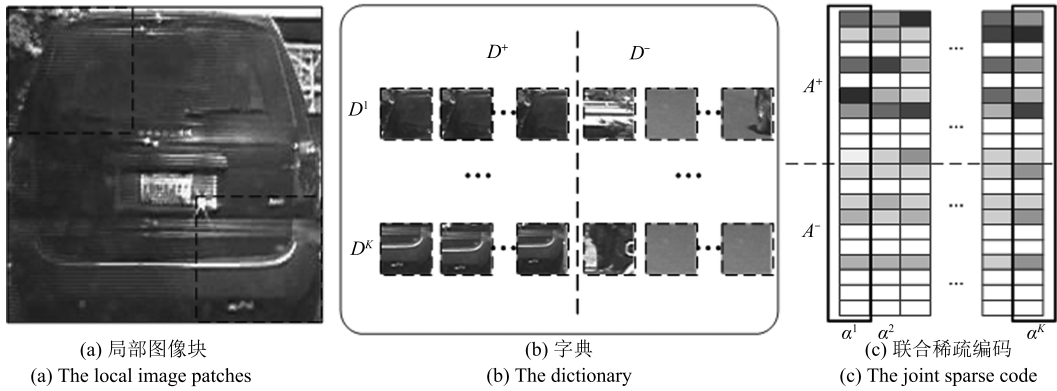 D⁺ D⁻
D¹
... ...
Dᴷ
A⁺
...
...
A⁻
...
...
α¹ α² αᴷ
(a) 局部图像块 (b) 字典 (c) 联合稀疏编码
(a) The local image patches (b) The dictionary (c) The joint sparse code